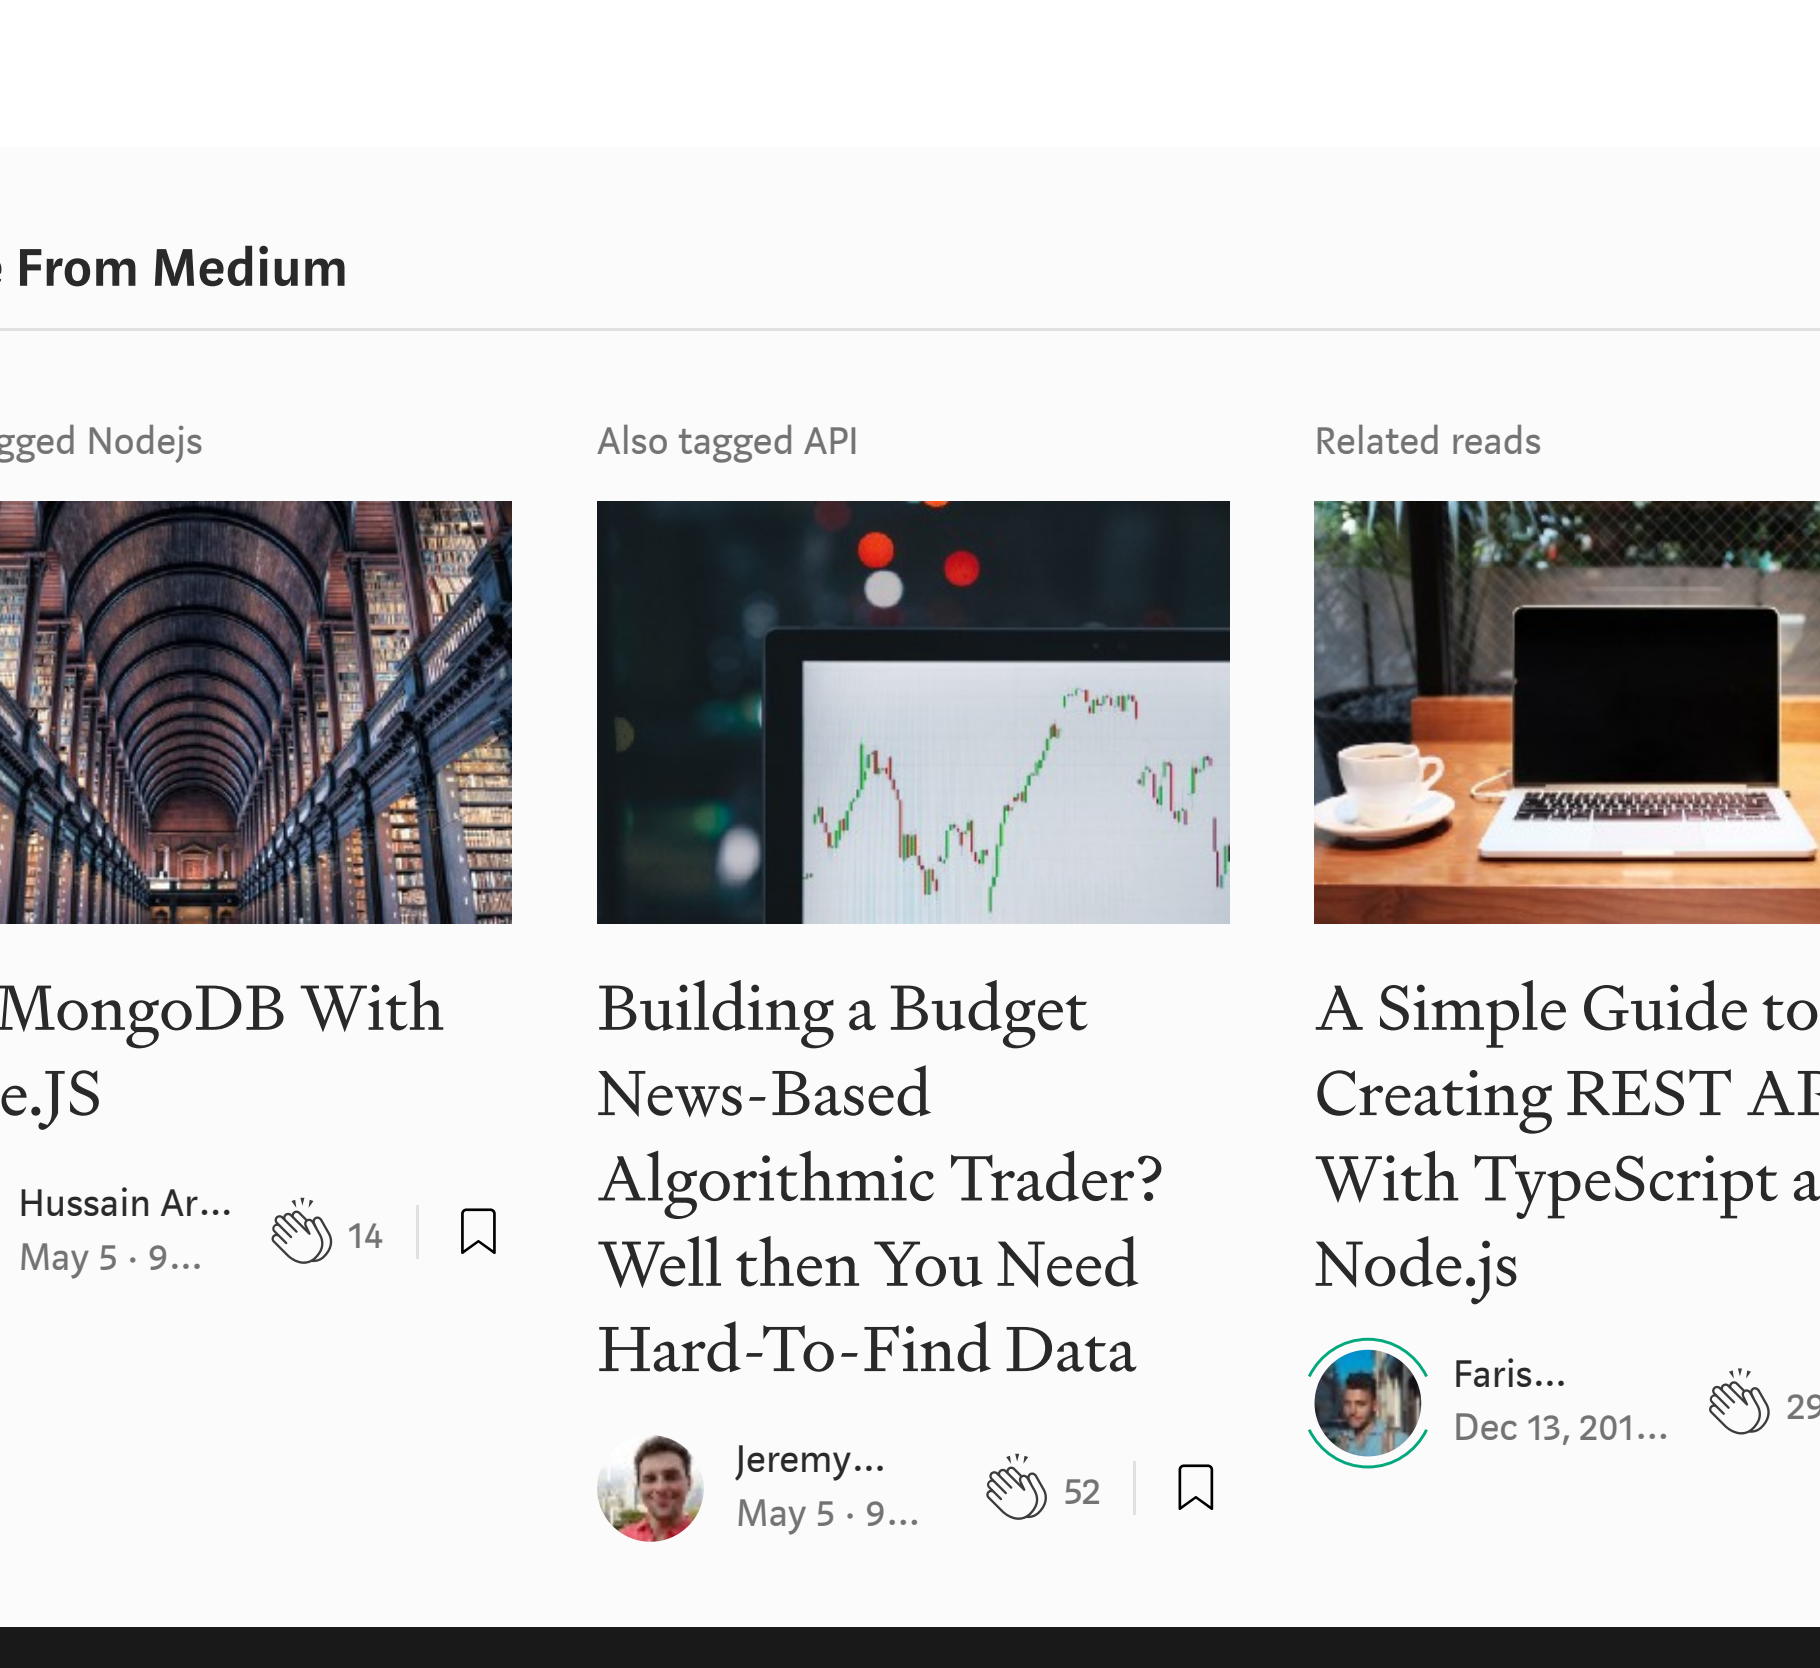 From Medium
Nodejs
Also tagged API
Related reads
MongoDB With
e.JS
Hussain Ar...
May 5 · 9...
14
Building a Budget
News-Based
Algorithmic Trader?
Well then You Need
Hard-To-Find Data
Jeremy...
May 5 · 9...
52
A Simple Guide to
Creating REST
With TypeScript
Node.js
Faris...
Dec 13, 201...
29